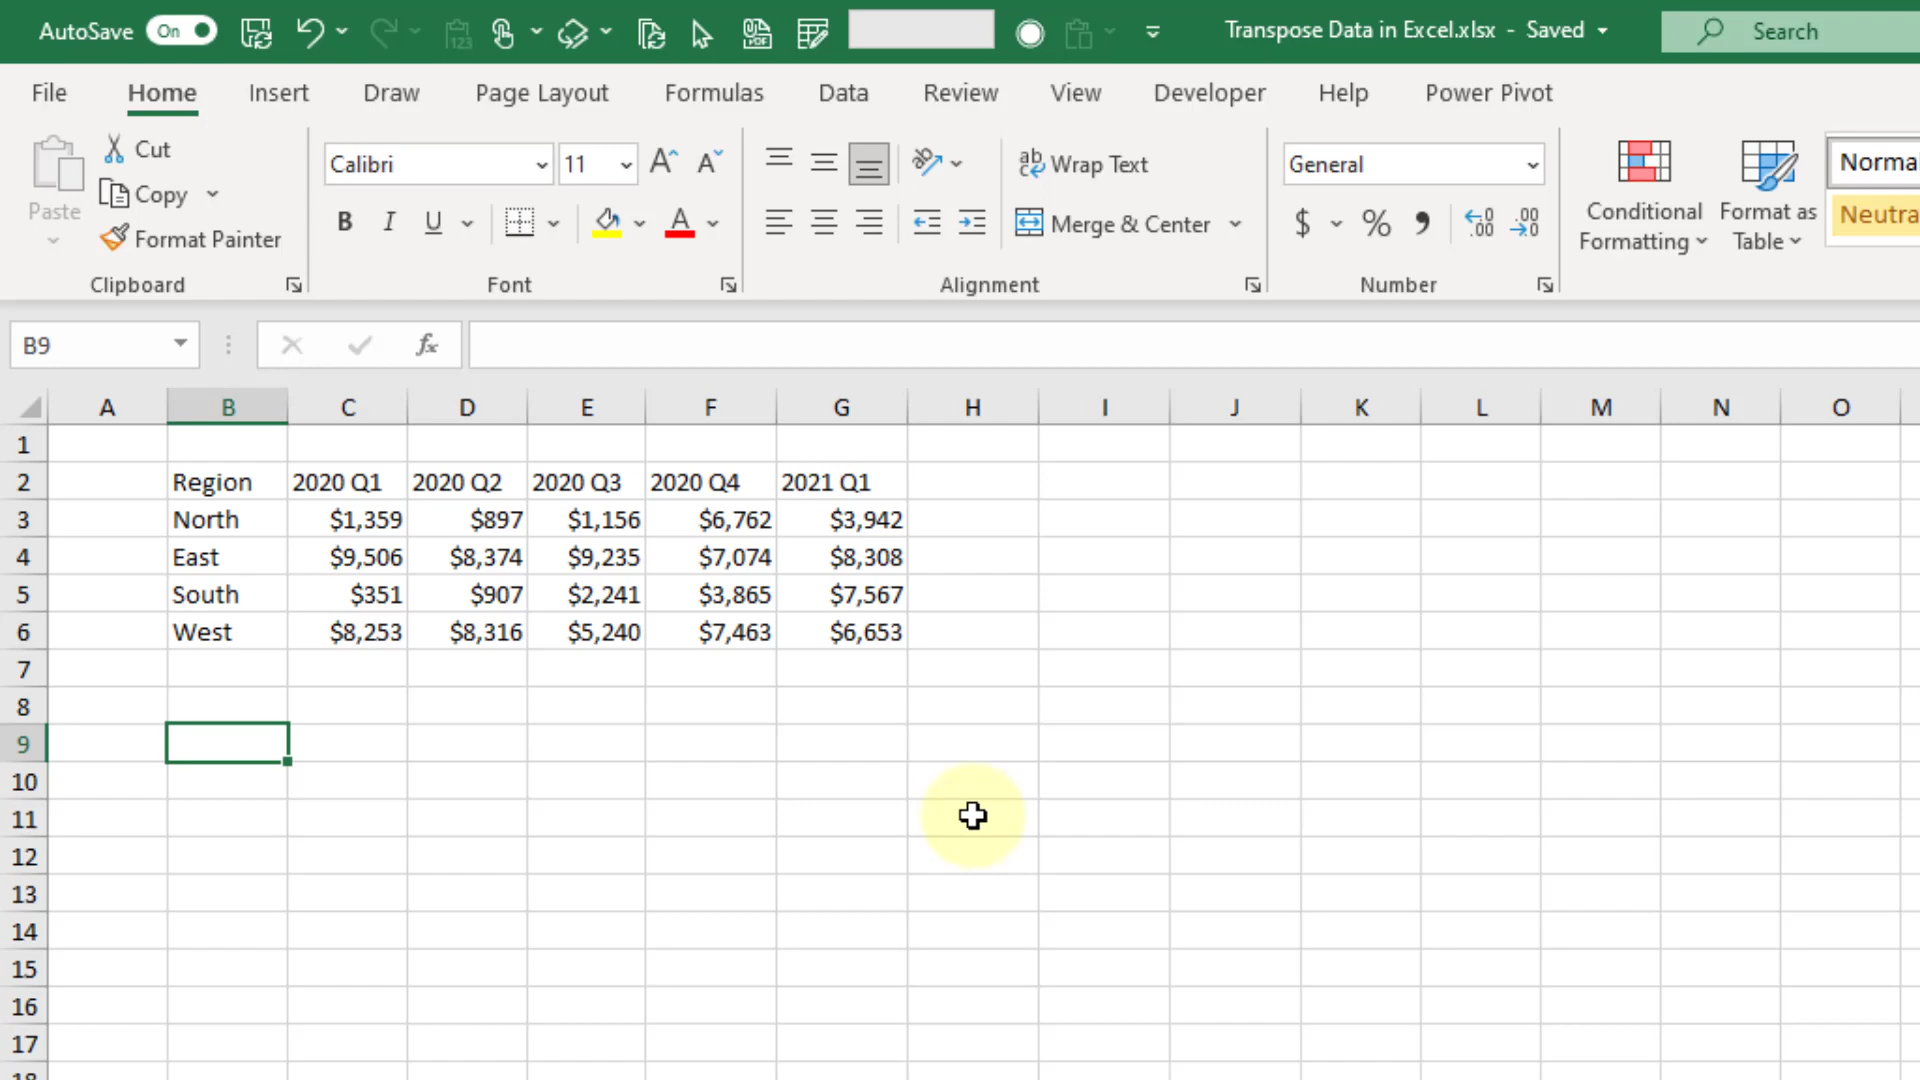 AutoSave On Transpose Data in Excel.xlsx - Saved Search
File Home Insert Draw Page Layout Formulas Data Review View Developer Help Power Pivot
Paste Cut Copy Format Painter
Clipboard
Calibri 11
B I U A
Font
ab Wrap Text
Merge & Center
Alignment
General
$ % ,
Number
Conditional Formatting
Format as Table
Norma
Neutra
B9 fx
A B C D E F G H I J K L M N O
1
2 Region 2020 Q1 2020 Q2 2020 Q3 2020 Q4 2021 Q1
3 North $1,359 $897 $1,156 $6,762 $3,942
4 East $9,506 $8,374 $9,235 $7,074 $8,308
5 South $351 $907 $2,241 $3,865 $7,567
6 West $8,253 $8,316 $5,240 $7,463 $6,653
7
8
9
10
11
12
13
14
15
16
17
18